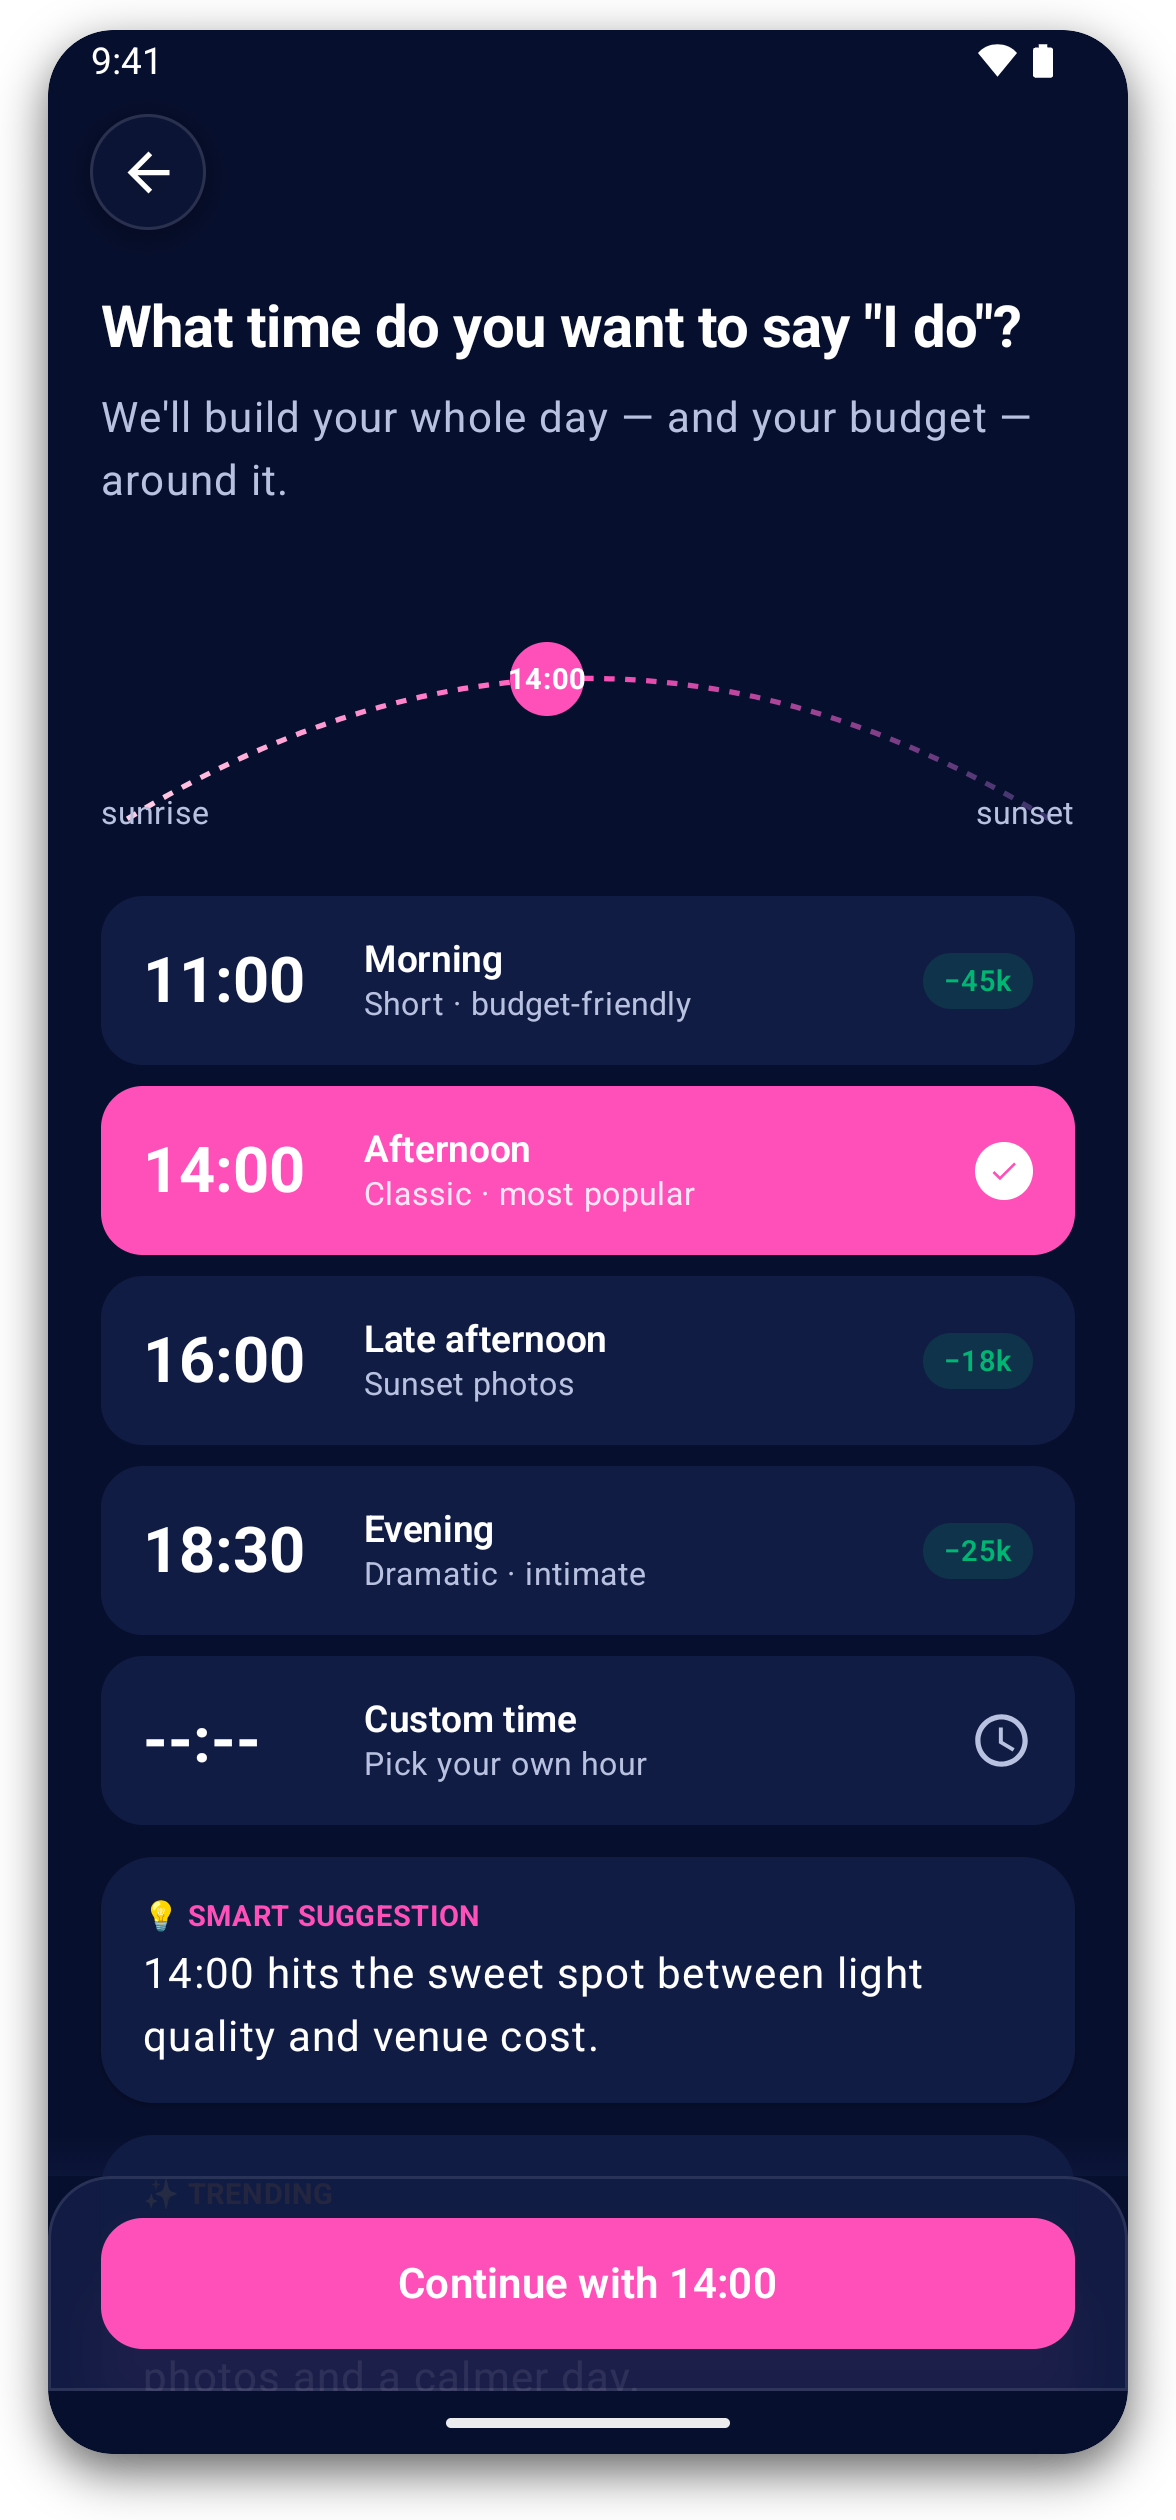 9:41
What time do you want to say "I do"?
We'll build your whole day — and your budget —
around it.
14:00
sunrise
sunset
11:00
Morning
Short · budget-friendly
−45k
14:00
Afternoon
Classic · most popular
16:00
Late afternoon
Sunset photos
−18k
18:30
Evening
Dramatic · intimate
−25k
--:--
Custom time
Pick your own hour
💡 SMART SUGGESTION
14:00 hits the sweet spot between light
quality and venue cost.
✨ TRENDING
Continue with 14:00
photos and a calmer day.